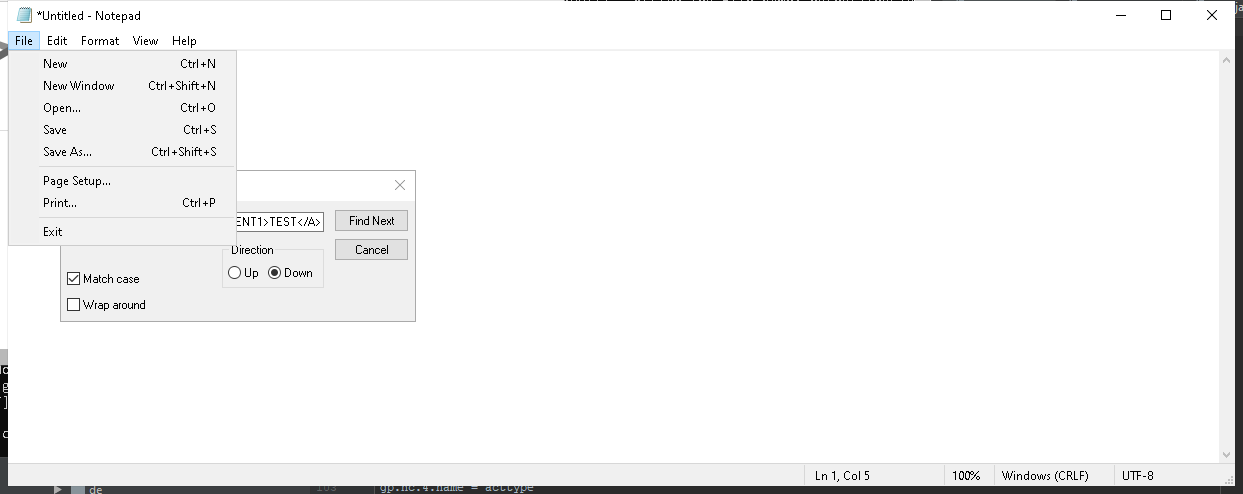 *Untitled - Notepad
File Edit Format View Help
New Ctrl+N
New Window Ctrl+Shift+N
Open... Ctrl+O
Save Ctrl+S
Save As... Ctrl+Shift+S
Page Setup...
Print... Ctrl+P
Exit
ENT1>TEST</A>
Find Next
Direction
Cancel
Up Down
Match case
Wrap around
Ln 1, Col 5 100% Windows (CRLF) UTF-8
de
gp.nc.4.name = acctype